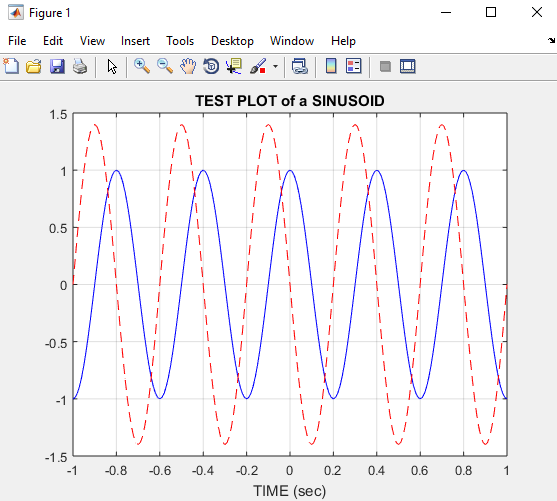 Figure 1
File Edit View Insert Tools Desktop Window Help
TEST PLOT of a SINUSOID
1.5
1
0.5
0
-0.5
-1
-1.5
-1 -0.8 -0.6 -0.4 -0.2 0 0.2 0.4 0.6 0.8 1
TIME (sec)